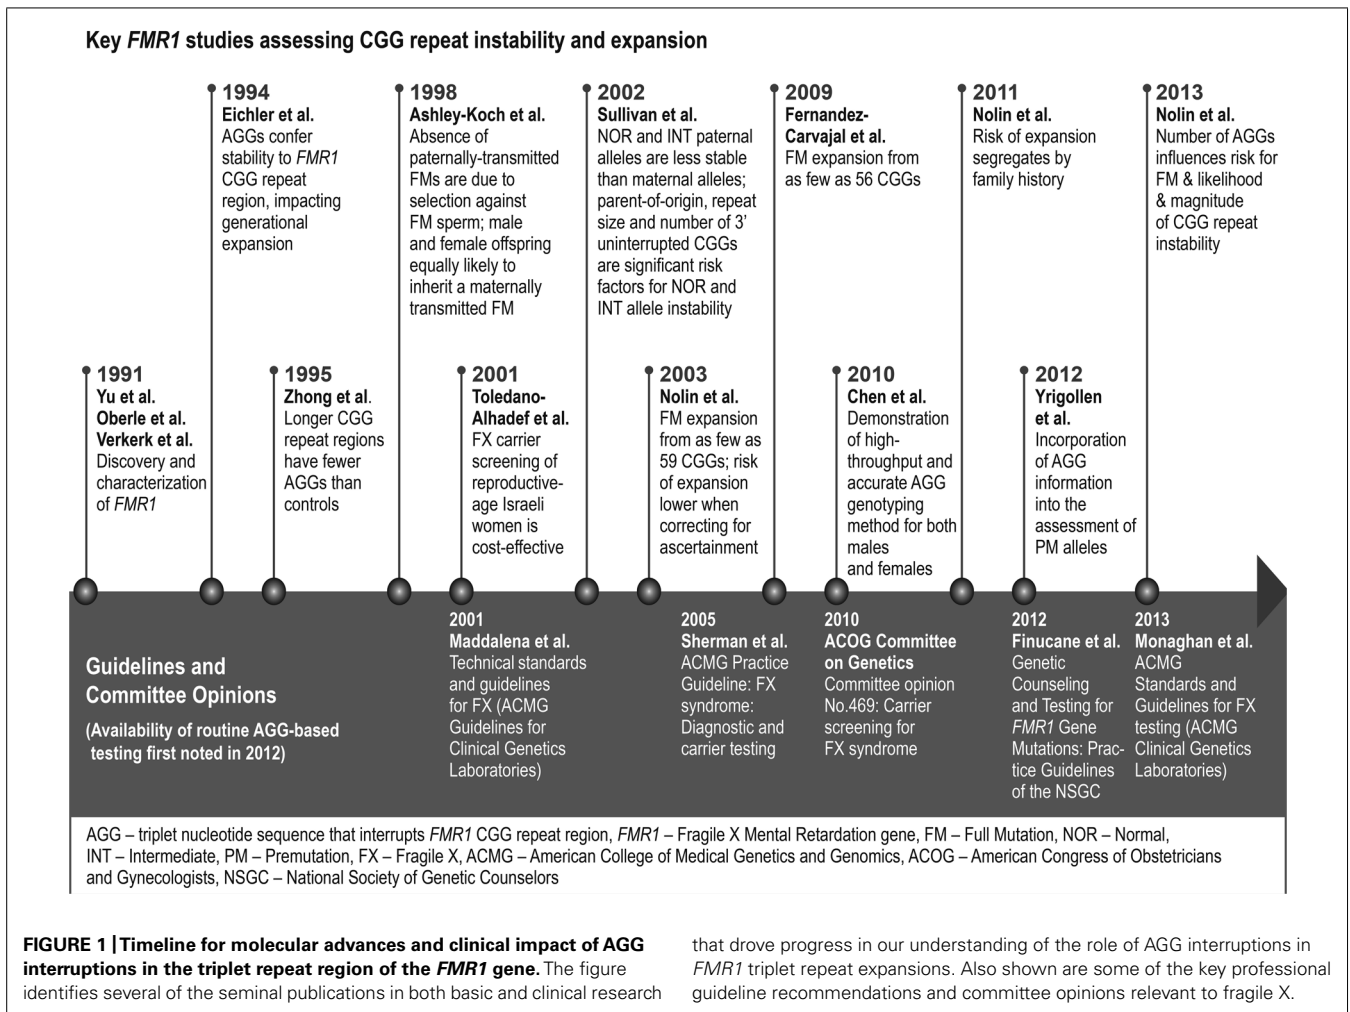 Key FMR1 studies assessing CGG repeat instability and expansion
1994
Eichler et al.
AGGs confer
stability to FMR1
CGG repeat
region, impacting
generational
expansion
1998
Ashley-Koch et al.
Absence of
paternally-transmitted
FMs are due to
selection against
FM sperm; male
and female offspring
equally likely to
inherit a maternally
transmitted FM
2002
Sullivan et al.
NOR and INT paternal
alleles are less stable
than maternal alleles;
parent-of-origin, repeat
size and number of 3’
uninterrupted CGGs
are significant risk
factors for NOR and
INT allele instability
2009
Fernandez-
Carvajal et al.
FM expansion from
as few as 56 CGGs
2011
Nolin et al.
Risk of expansion
segregates by
family history
2013
Nolin et al.
Number of AGGs
influences risk for
FM & likelihood
& magnitude
of CGG repeat
instability
1991
Yu et al.
Oberle et al.
Verkerk et al.
Discovery and
characterization
of FMR1
1995
Zhong et al.
Longer CGG
repeat regions
have fewer
AGGs than
controls
2001
Toledano-
Alhadef et al.
FX carrier
screening of
reproductive-
age Israeli
women is
cost-effective
2003
Nolin et al.
FM expansion
from as few as
59 CGGs; risk
of expansion
lower when
correcting for
ascertainment
2010
Chen et al.
Demonstration
of high-
throughput and
accurate AGG
genotyping
method for both
males
and females
2012
Yrigollen
et al.
Incorporation
of AGG
information
into the
assessment of
PM alleles
Guidelines and
Committee Opinions
(Availability of routine AGG-based
testing first noted in 2012)
2001
Maddalena et al.
Technical standards
and guidelines
for FX (ACMG
Guidelines for
Clinical Genetics
Laboratories)
2005
Sherman et al.
ACMG Practice
Guideline: FX
syndrome:
Diagnostic and
carrier testing
2010
ACOG Committee
on Genetics
Committee opinion
No.469: Carrier
screening for
FX syndrome
2012
Finucane et al.
Genetic
Counseling
and Testing for
FMR1 Gene
Mutations: Prac-
tice Guidelines
of the NSGC
2013
Monaghan et al.
ACMG
Standards and
Guidelines for FX
testing (ACMG
Clinical Genetics
Laboratories)
AGG – triplet nucleotide sequence that interrupts FMR1 CGG repeat region, FMR1 – Fragile X Mental Retardation gene, FM – Full Mutation, NOR – Normal,
INT – Intermediate, PM – Premutation, FX – Fragile X, ACMG – American College of Medical Genetics and Genomics, ACOG – American Congress of Obstetricians
and Gynecologists, NSGC – National Society of Genetic Counselors
FIGURE 1 | Timeline for molecular advances and clinical impact of AGG
interruptions in the triplet repeat region of the FMR1 gene. The figure
identifies several of the seminal publications in both basic and clinical research
that drove progress in our understanding of the role of AGG interruptions in
FMR1 triplet repeat expansions. Also shown are some of the key professional
guideline recommendations and committee opinions relevant to fragile X.